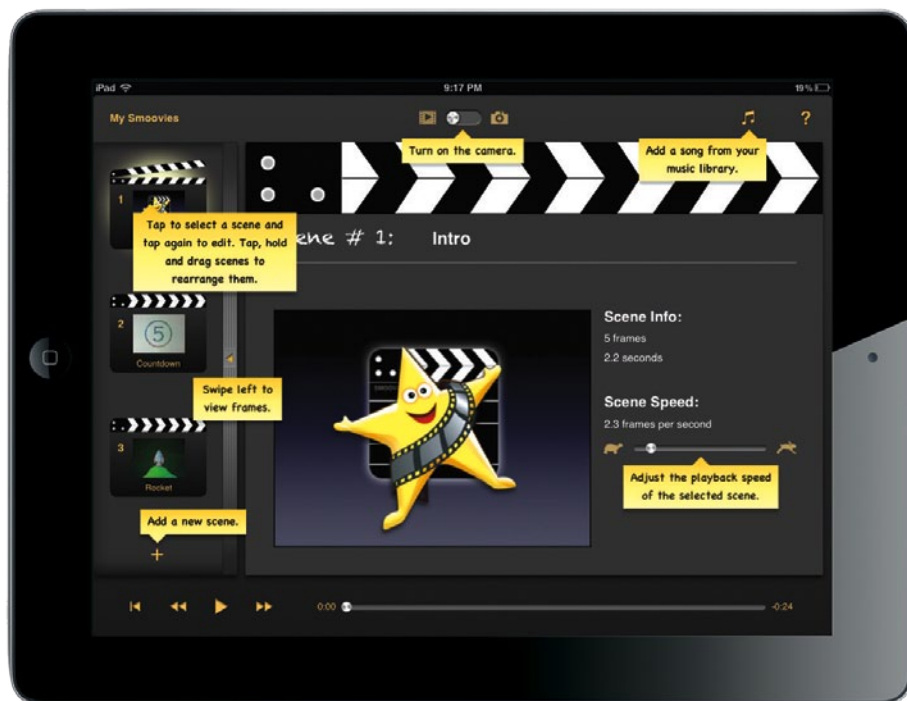 iPad
9:17 PM
19%
My Smoovies
?
Turn on the camera.
Add a song from your
music library.
1
Tap to select a scene and
tap again to edit. Tap, hold
and drag scenes to
rearrange them.
ene # 1: Intro
2
5
Countdown
Swipe left to
view frames.
3
Rocket
Add a new scene.
+
Scene Info:
5 frames
2.2 seconds
Scene Speed:
2.3 frames per second
Adjust the playback speed
of the selected scene.
0:00
-0:24